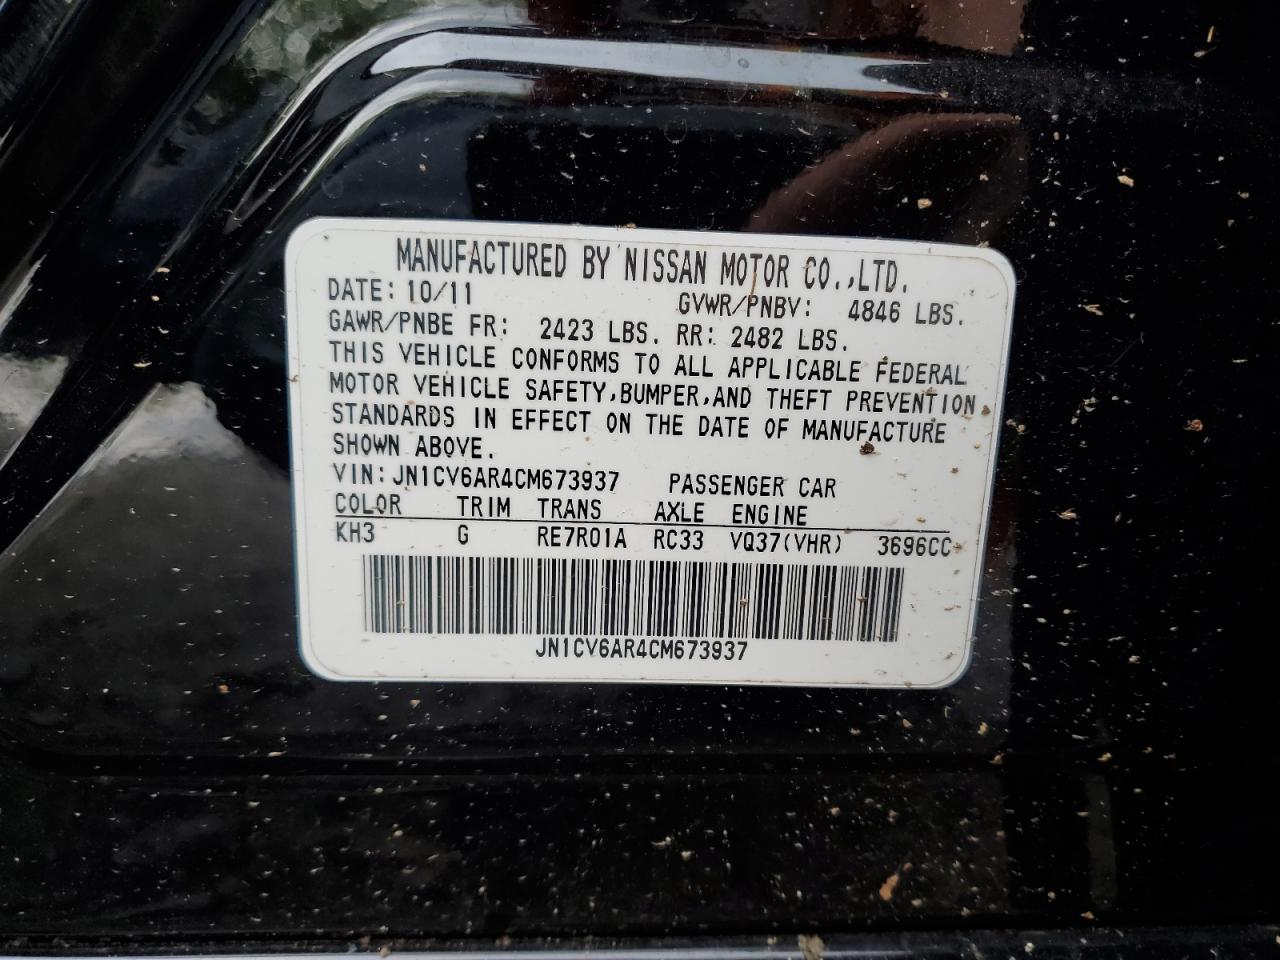 MANUFACTURED BY NISSAN MOTOR CO.,LTD.
DATE: 10/11 GVWR/PNBV: 4846 LBS.
GAWR/PNBE FR: 2423 LBS. RR: 2482 LBS.
THIS VEHICLE CONFORMS TO ALL APPLICABLE FEDERAL
MOTOR VEHICLE SAFETY,BUMPER,AND THEFT PREVENTION
STANDARDS IN EFFECT ON THE DATE OF MANUFACTURE
SHOWN ABOVE.
VIN: JN1CV6AR4CM673937 PASSENGER CAR
COLOR TRIM TRANS AXLE ENGINE
KH3 G RE7R01A RC33 VQ37(VHR) 3696CC
JN1CV6AR4CM673937